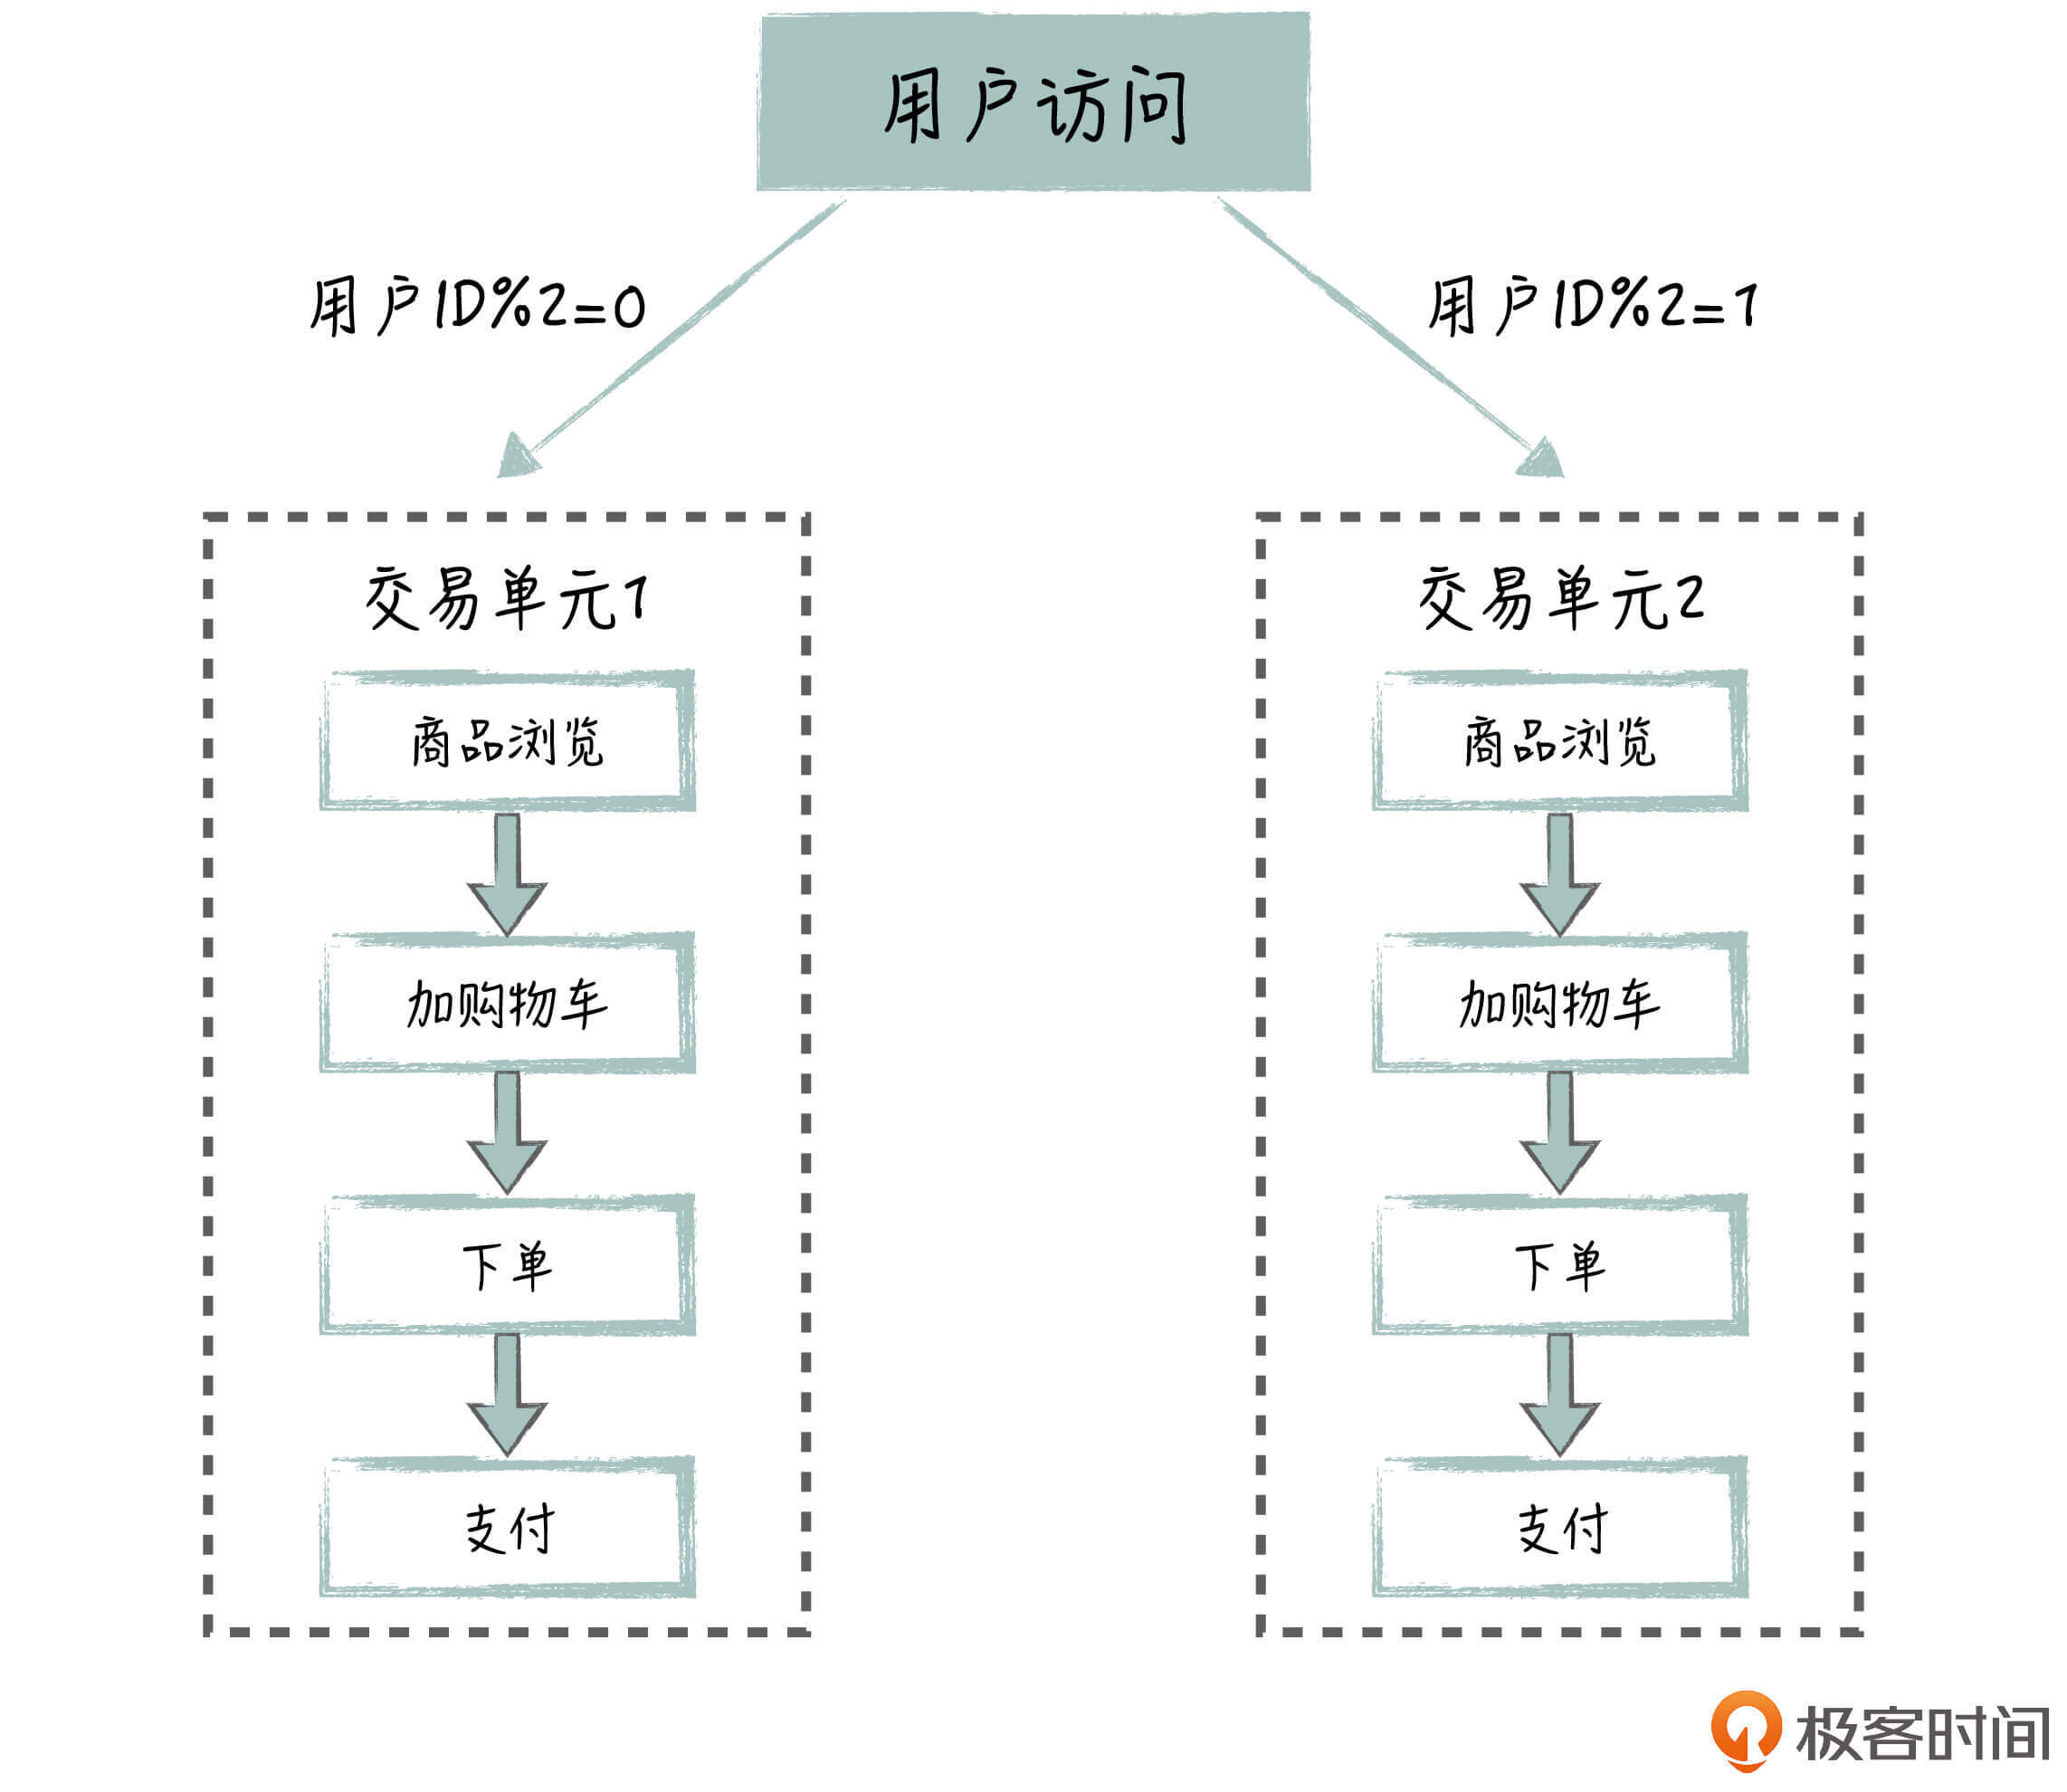 用户访问
用户ID%2=0
用户ID%2=1
交易单元1
商品浏览
加购物车
下单
支付
交易单元2
商品浏览
加购物车
下单
支付
极客时间